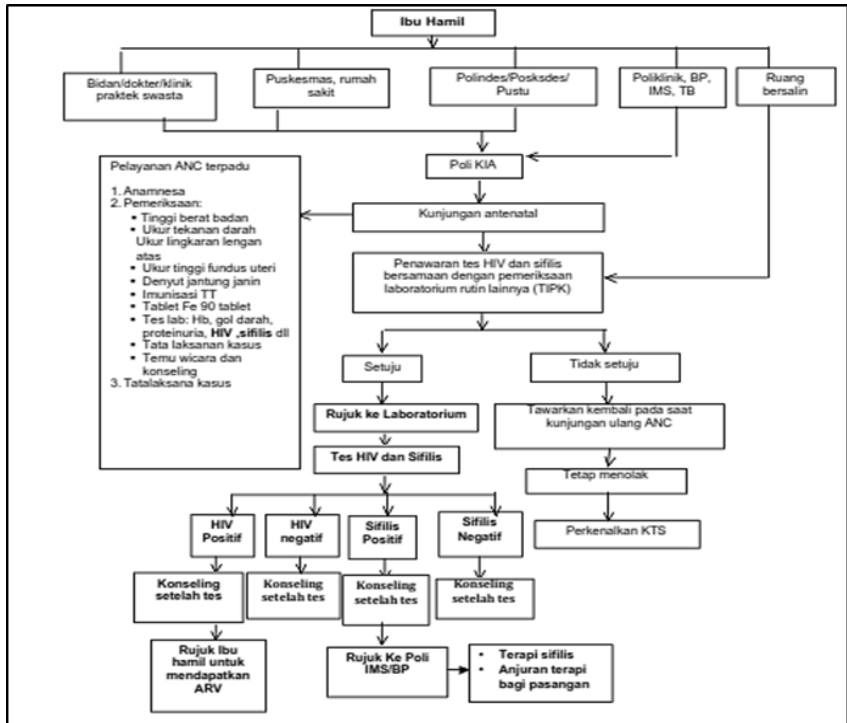 Ibu Hamil
Bidan/dokter/klinik
praktek swasta
Puskesmas, rumah
sakit
Polindes/Posksdes/
Pustu
Poliklinik, BP,
IMS, TB
Ruang
bersalin
Poli KIA
Pelayanan ANC terpadu
1. Anamnesa
2. Pemeriksaan:
• Tinggi berat badan
• Ukur tekanan darah
Ukur lingkaran lengan
atas
• Ukur tinggi fundus uteri
• Denyut jantung janin
• Imunisasi TT
• Tablet Fe 90 tablet
• Tes lab: Hb, gol darah,
proteinuria, HIV ,sifilis dll
• Tata laksanan kasus
• Temu wicara dan
konseling
3. Tatalaksana kasus
Kunjungan antenatal
Penawaran tes HIV dan sifilis
bersamaan dengan pemeriksaan
laboratorium rutin lainnya (TIPK)
Setuju
Tidak setuju
Rujuk ke Laboratorium
Tawarkan kembali pada saat
kunjungan ulang ANC
Tes HIV dan Sifilis
Tetap menolak
Perkenalkan KTS
HIV
Positif
HIV
negatif
Sifilis
Positif
Sifilis
Negatif
Konseling
setelah tes
Konseling
setelah tes
Konseling
setelah tes
Konseling
setelah tes
Rujuk Ibu
hamil untuk
mendapatkan
ARV
Rujuk Ke Poli
IMS/BP
• Terapi sifilis
• Anjuran terapi
bagi pasangan